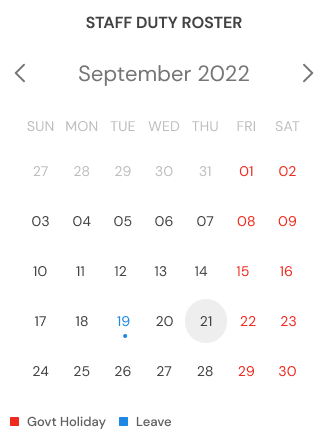 STAFF DUTY ROSTER
September 2022
SUN MON TUE WED THU FRI SAT
27 28 29 30 31 01 02
03 04 05 06 07 08 09
10 11 12 13 14 15 16
17 18 19 20 21 22 23
24 25 26 27 28 29 30
Govt Holiday Leave